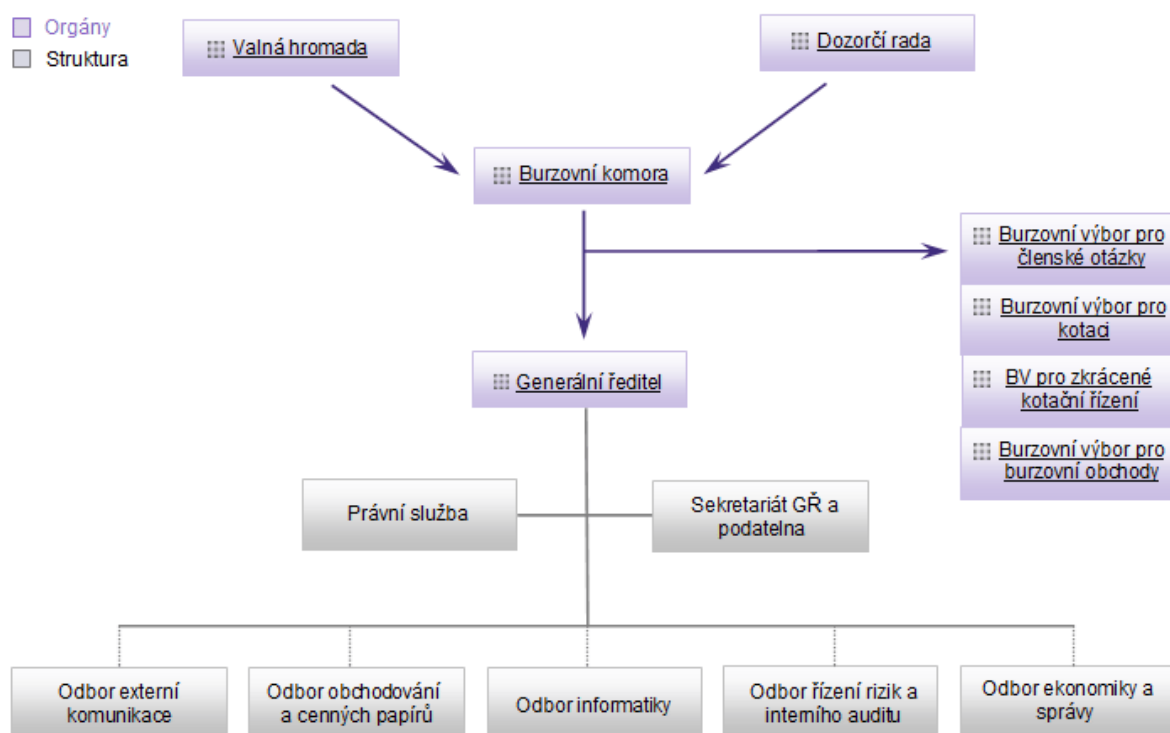 Orgány
Struktura
Valná hromada
Dozorčí rada
Burzovní komora
Burzovní výbor pro
členské otázky
Burzovní výbor pro
kotaci
BV pro zkrácené
kotační řízení
Burzovní výbor pro
burzovní obchody
Generální ředitel
Právní služba
Sekretariát GŘ a
podatelna
Odbor externí
komunikace
Odbor obchodování
a cenných papírů
Odbor informatiky
Odbor řízení rizik a
interního auditu
Odbor ekonomiky a
správy